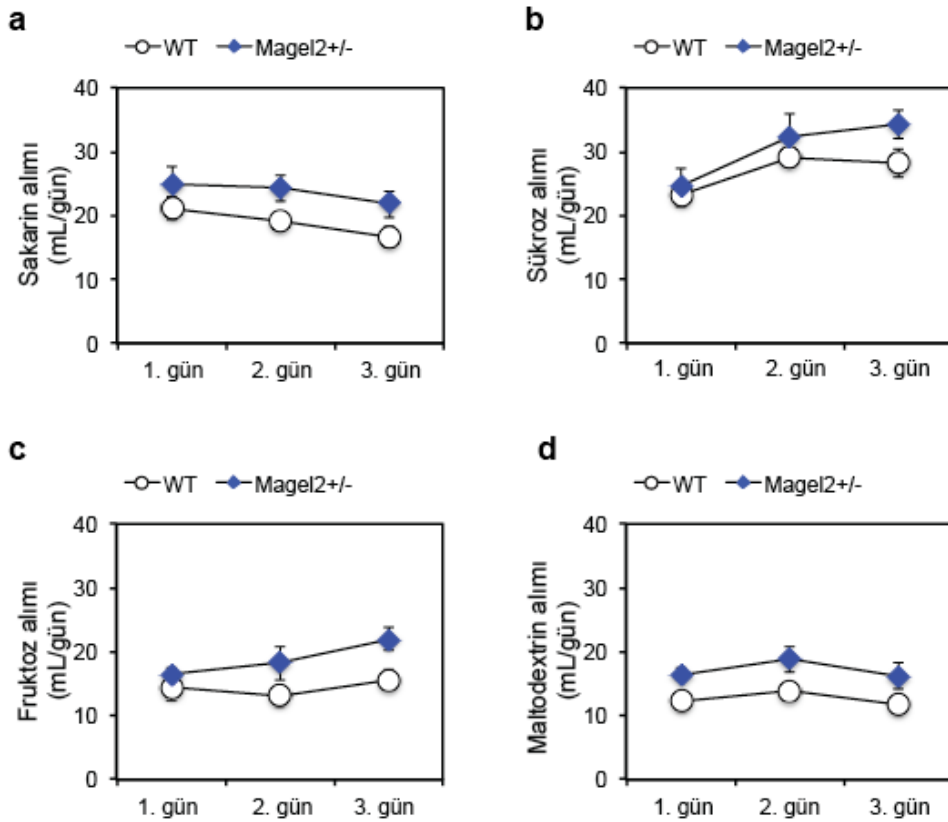 a
WT Magel2+/-
Sakarin alımı
(mL/gün)
40
30
20
10
0
1. gün 2. gün 3. gün
b
WT Magel2+/-
Sükroz alımı
(mL/gün)
40
30
20
10
0
1. gün 2. gün 3. gün
c
WT Magel2+/-
Fruktoz alımı
(mL/gün)
40
30
20
10
0
1. gün 2. gün 3. gün
d
WT Magel2+/-
Maltodextrin alımı
(mL/gün)
40
30
20
10
0
1. gün 2. gün 3. gün